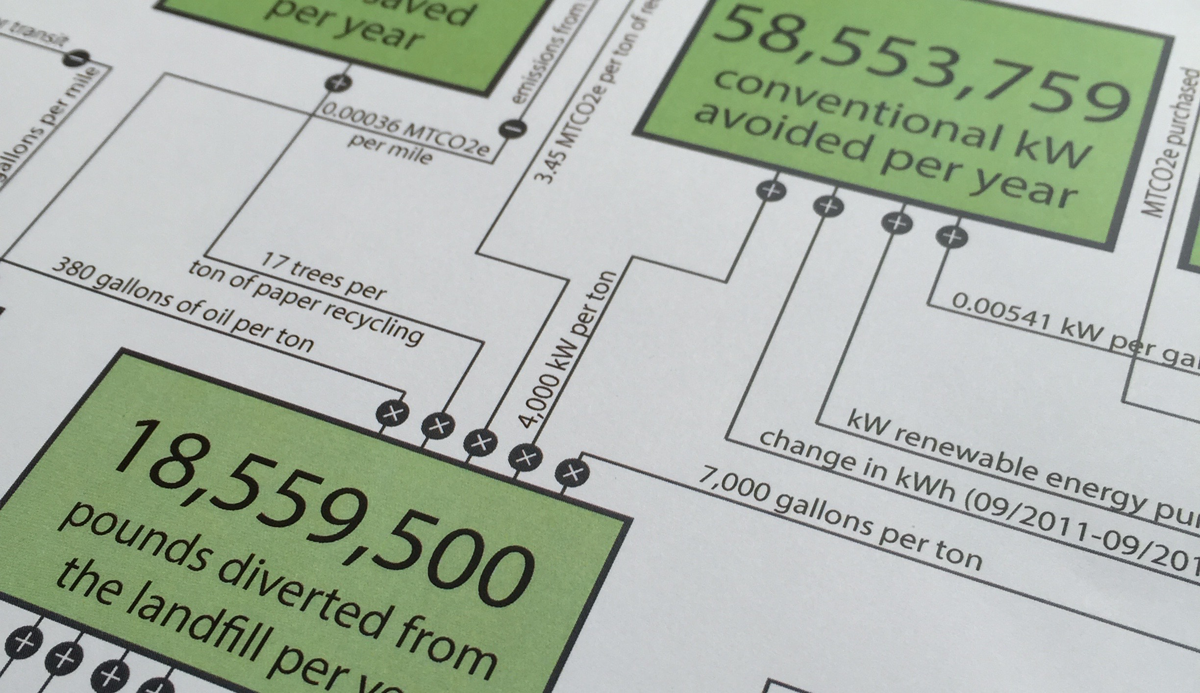 saved
per year
58,553,759
conventional kW
avoided per year
transit
gallons per mile
emissions from
3.45 MTCO2e per ton of
0.00036 MTCO2e
per mile
MTCO2e purchased
17 trees per
ton of paper recycling
380 gallons of oil per ton
4,000 kW per ton
0.00541 kW per
kW renewable energy
change in kWh (09/2011-09/201
7,000 gallons per ton
18,559,500
pounds diverted from
the landfill per